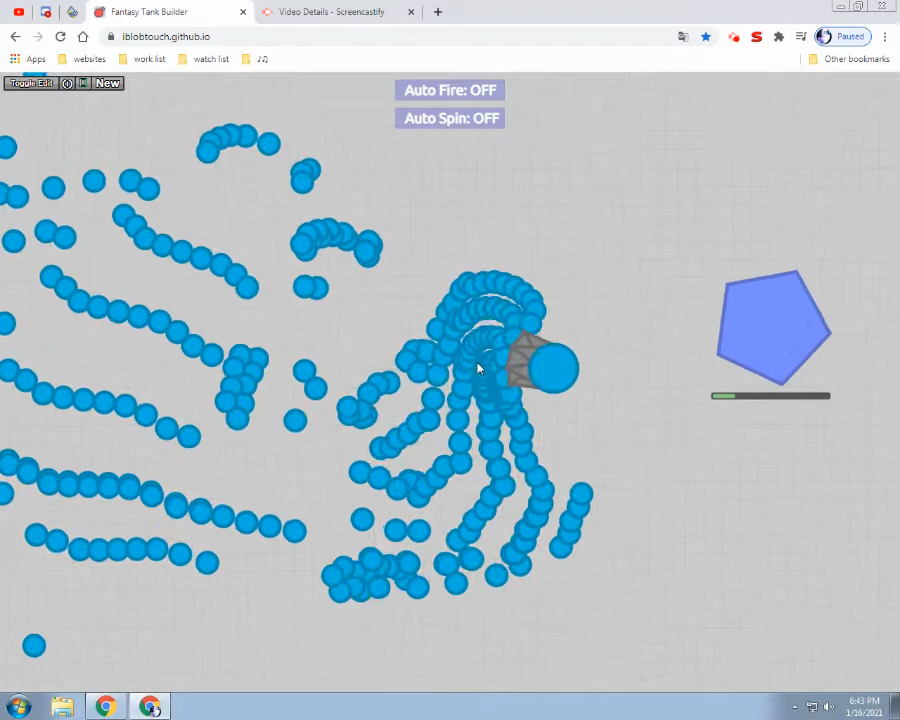 Fantasy Tank Builder
Video Details - Screencastify
iblobtouch.github.io
Paused
Apps
websites
work list
watch list
Other bookmarks
Toggle Edit
New
Auto Fire: OFF
Auto Spin: OFF
6:43 PM
1/16/2021